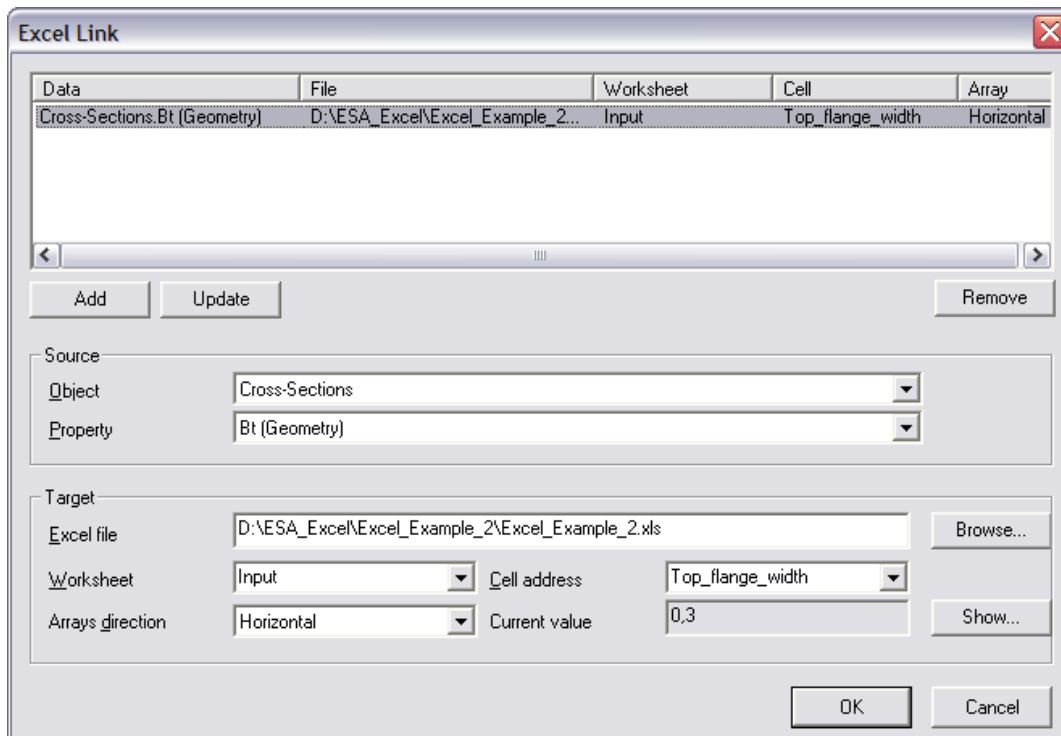 Excel Link
Data File Worksheet Cell Array
Cross-Sections.Bt (Geometry) D:\ESA_Excel\Excel_Example_2... Input Top_flange_width Horizontal
Add Update Remove
Source
Object Cross-Sections
Property Bt (Geometry)
Target
Excel file D:\ESA_Excel\Excel_Example_2\Excel_Example_2.xls Browse...
Worksheet Input Cell address Top_flange_width
Arrays direction Horizontal Current value 0,3 Show...
OK Cancel